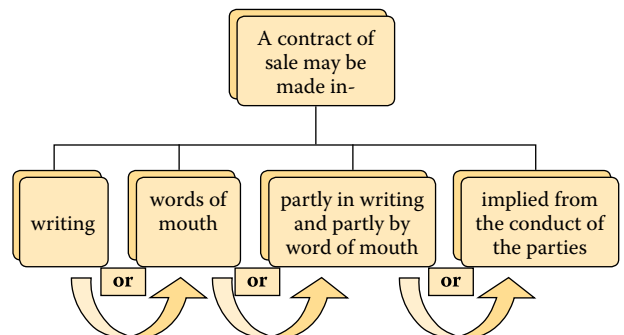 A contract of
sale may be
made in-
writing
words of
mouth
partly in writing
and partly by
word of mouth
implied from
the conduct of
the parties
or
or
or